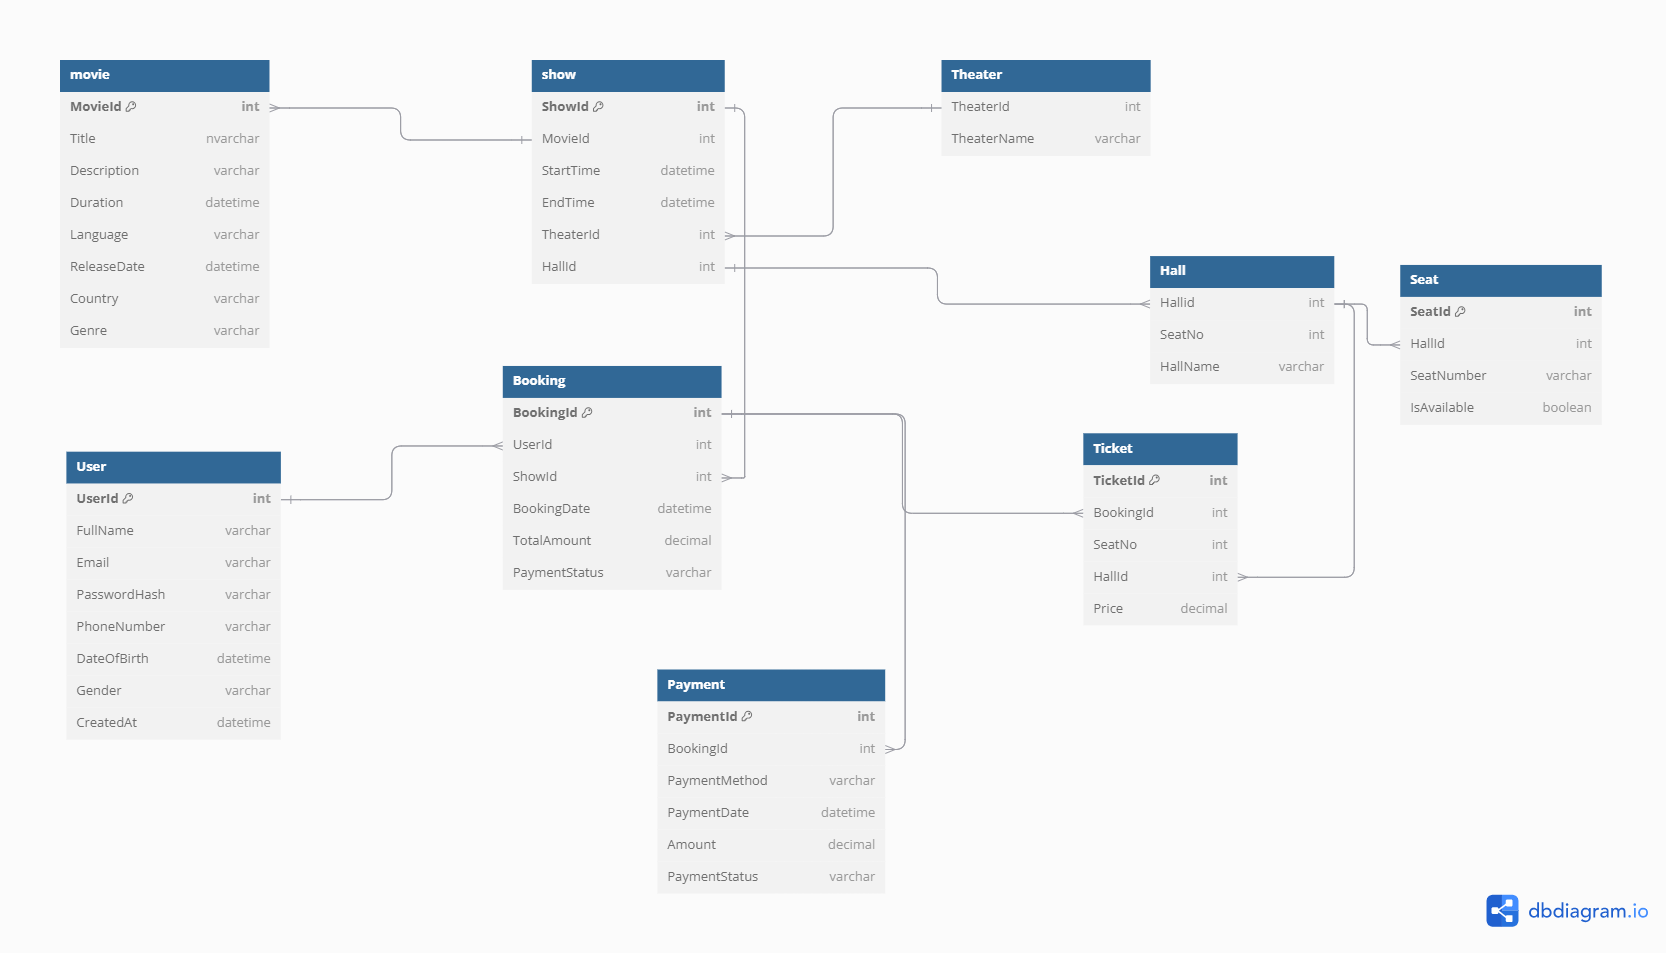 movie
MovieId int
Title nvarchar
Description varchar
Duration datetime
Language varchar
ReleaseDate datetime
Country varchar
Genre varchar
show
ShowId int
MovieId int
StartTime datetime
EndTime datetime
TheaterId int
HallId int
Theater
TheaterId int
TheaterName varchar
Hall
Hallid int
SeatNo int
HallName varchar
Seat
SeatId int
HallId int
SeatNumber varchar
IsAvailable boolean
Booking
BookingId int
UserId int
ShowId int
BookingDate datetime
TotalAmount decimal
PaymentStatus varchar
User
UserId int
FullName varchar
Email varchar
PasswordHash varchar
PhoneNumber varchar
DateOfBirth datetime
Gender varchar
CreatedAt datetime
Ticket
TicketId int
BookingId int
SeatNo int
HallId int
Price decimal
Payment
PaymentId int
BookingId int
PaymentMethod varchar
PaymentDate datetime
Amount decimal
PaymentStatus varchar
dbdiagram.io